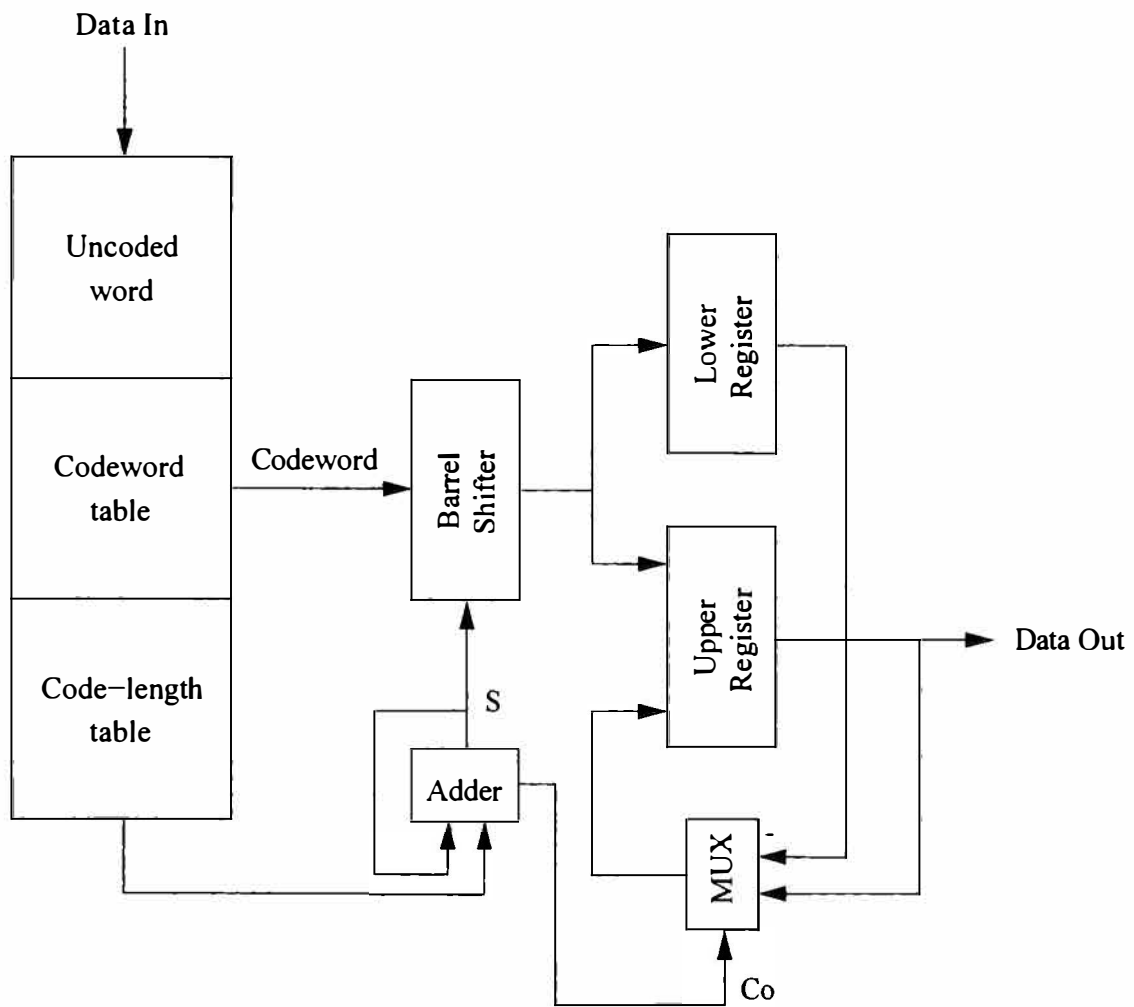 Data In
Uncoded
word
Codeword
table
Code-length
table
Codeword
Barrel
Shifter
S
Adder
Lower
Register
Upper
Register
Data Out
MUX
Co